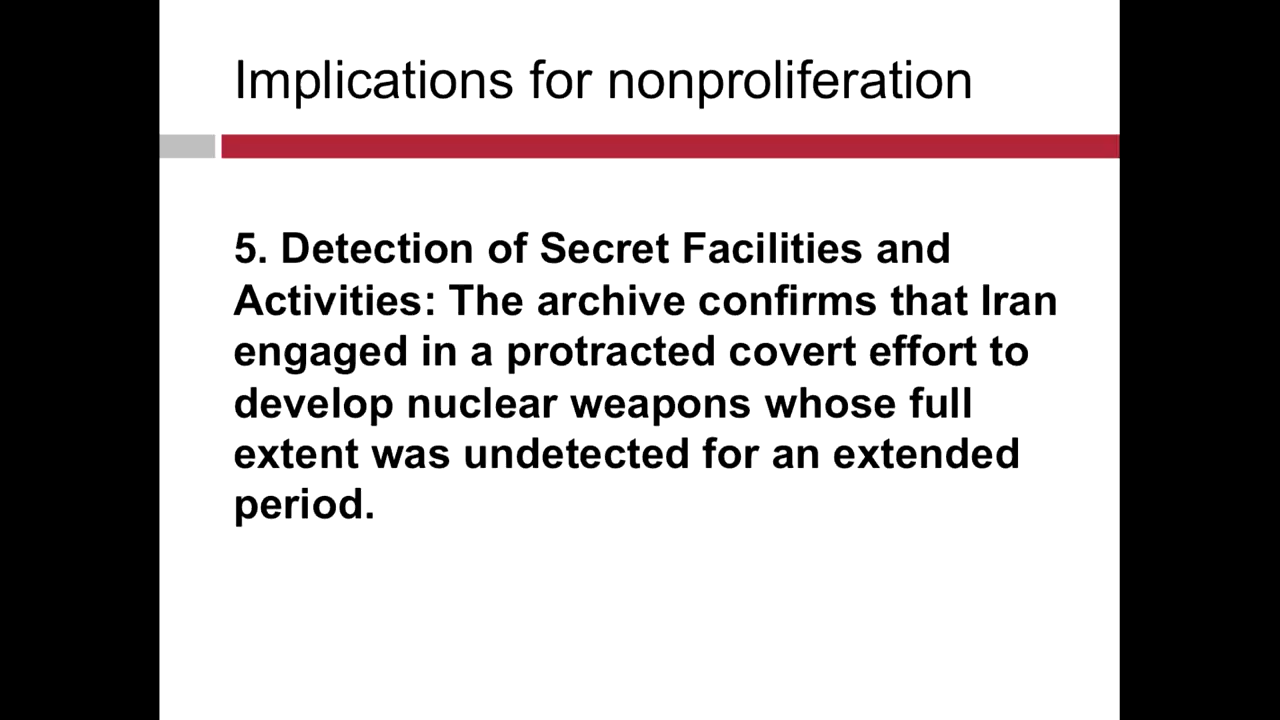 Implications for nonproliferation
5. Detection of Secret Facilities and
Activities: The archive confirms that Iran
engaged in a protracted covert effort to
develop nuclear weapons whose full
extent was undetected for an extended
period.